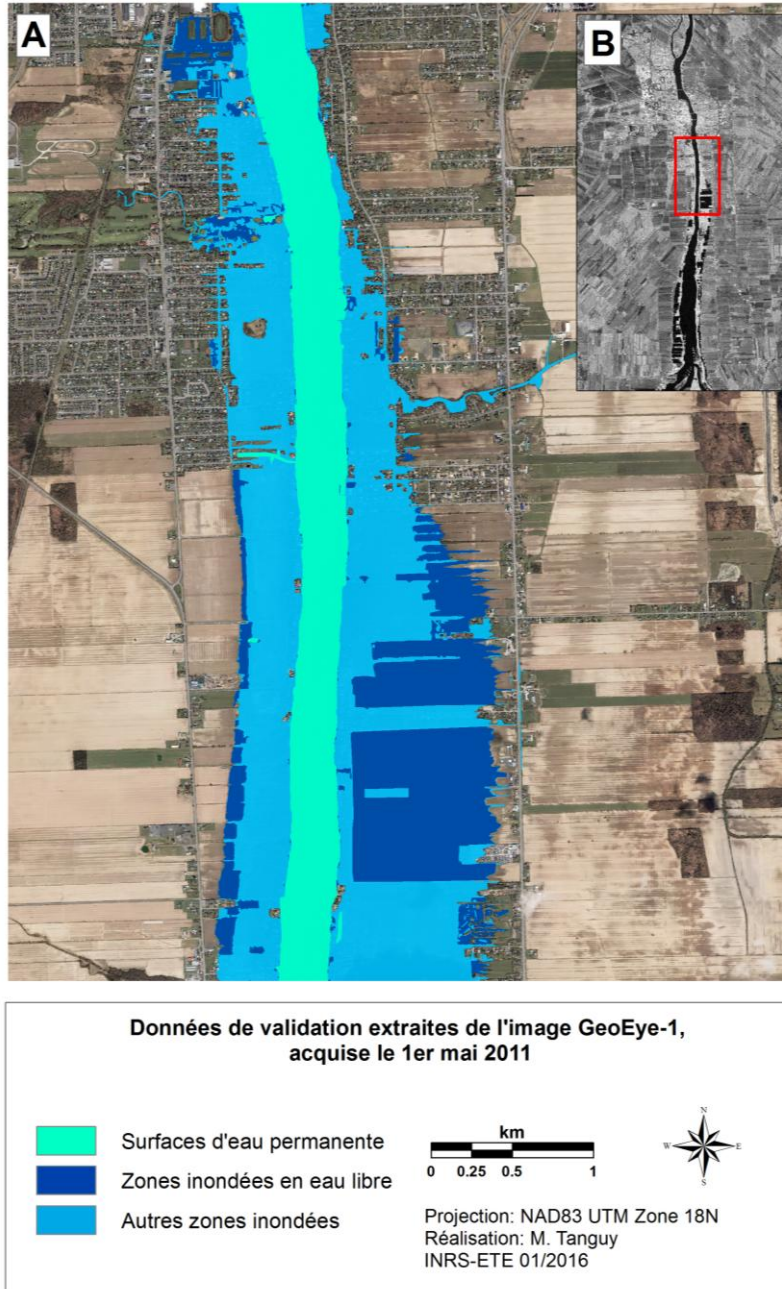 A
B
Données de validation extraites de l'image GeoEye-1,
acquise le 1er mai 2011
Surfaces d'eau permanente
Zones inondées en eau libre
Autres zones inondées
km
0 0.25 0.5 1
N
W E
S
Projection: NAD83 UTM Zone 18N
Réalisation: M. Tanguy
INRS-ETE 01/2016